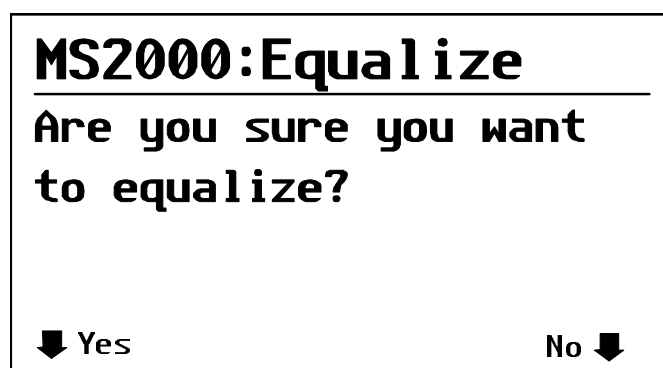 MS2000:Equalize
Are you sure you want
to equalize?
Yes No